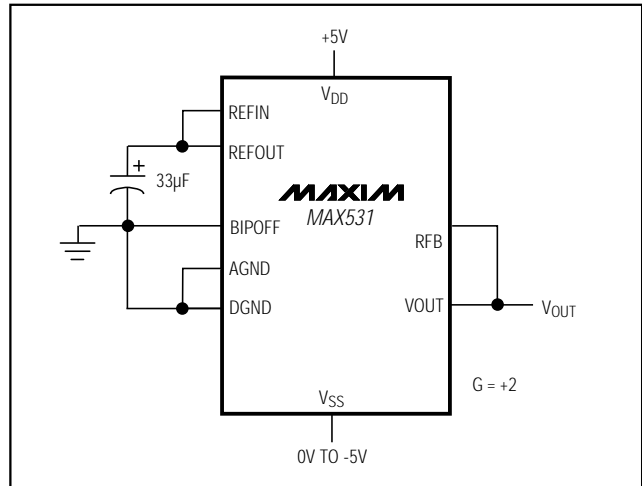 +5V
VDD
REFIN
REFOUT
+
33µF
MAXIM
MAX531
BIPOFF
RFB
AGND
DGND
VOUT
VOUT
G = +2
VSS
0V TO -5V